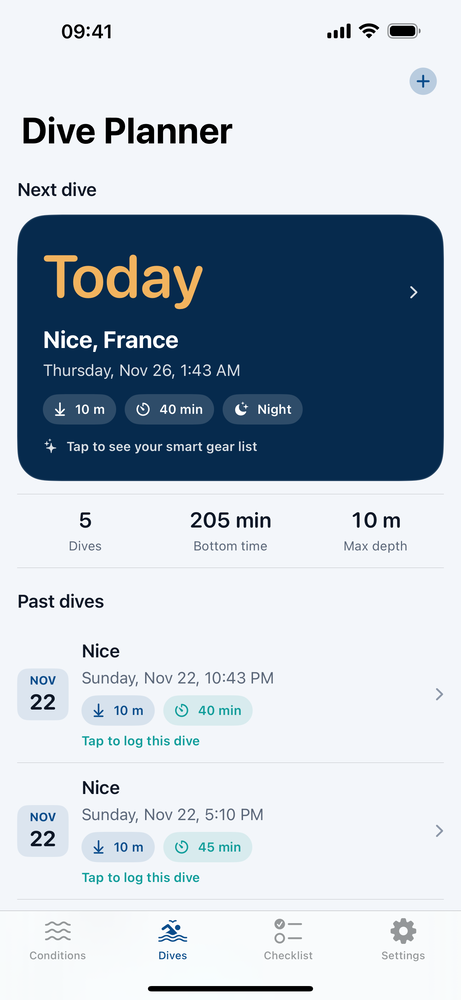 09:41
Dive Planner
Next dive
Today
Nice, France
Thursday, Nov 26, 1:43 AM
10 m 40 min Night
Tap to see your smart gear list
5 205 min 10 m
Dives Bottom time Max depth
Past dives
Nice
NOV
22
Sunday, Nov 22, 10:43 PM
10 m 40 min
Tap to log this dive
Nice
NOV
22
Sunday, Nov 22, 5:10 PM
10 m 45 min
Tap to log this dive
Conditions Dives Checklist Settings